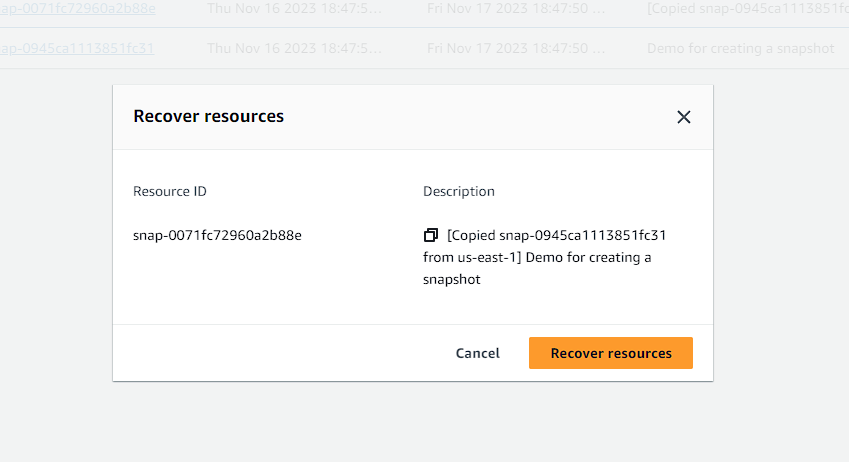 ap-0071fc72960a2b88e Thu Nov 16 2023 18:47:5... Fri Nov 17 2023 18:47:50 ... [Copied snap-0945ca1113851fc
ap-0945ca1113851fc31 Thu Nov 16 2023 18:47:5... Fri Nov 17 2023 18:47:50 ... Demo for creating a snapshot
Recover resources
Resource ID Description
snap-0071fc72960a2b88e [Copied snap-0945ca1113851fc31
from us-east-1] Demo for creating a
snapshot
Cancel Recover resources